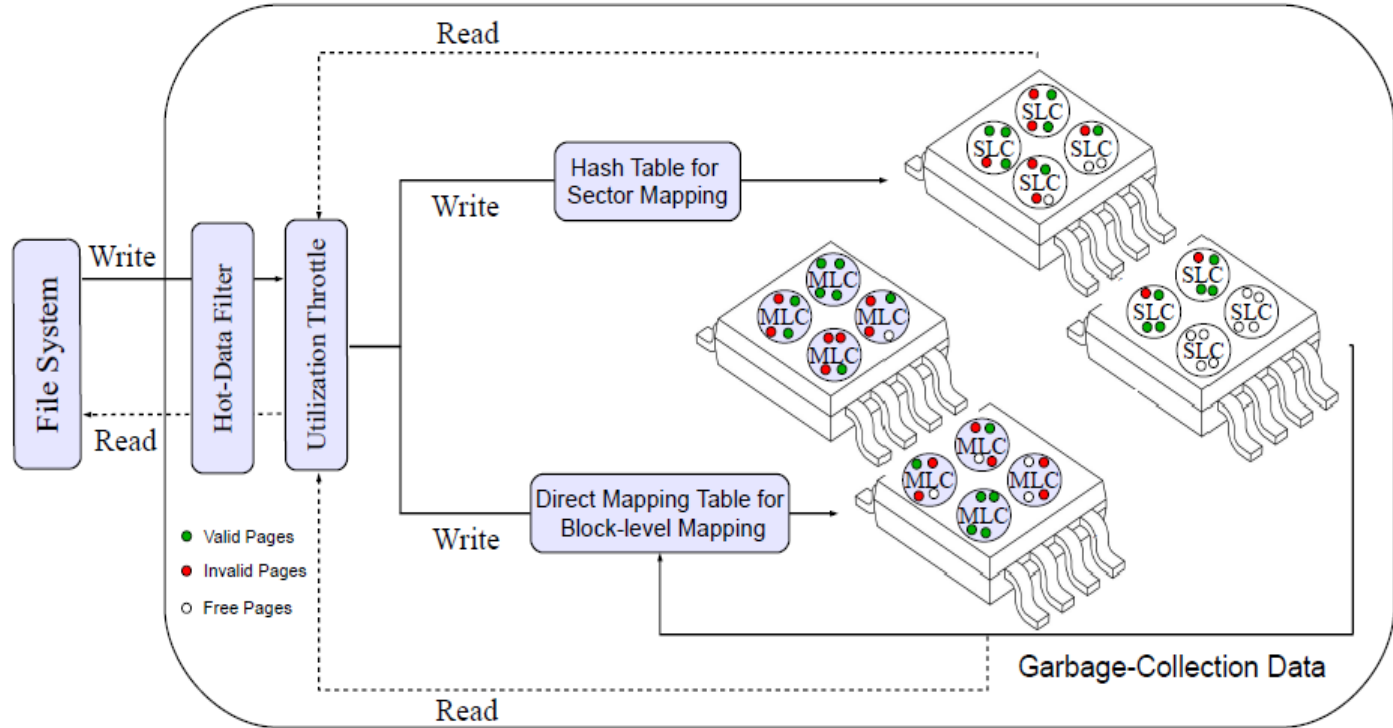 Read
Hash Table for
Sector Mapping
Write
SLC
SLC
SLC
SLC
File System
Write
Read
Hot-Data Filter
Utilization Throttle
MLC
MLC
MLC
MLC
SLC
SLC
SLC
SLC
Direct Mapping Table for
Block-level Mapping
Write
MLC
MLC
MLC
MLC
Valid Pages
Invalid Pages
Free Pages
Garbage-Collection Data
Read